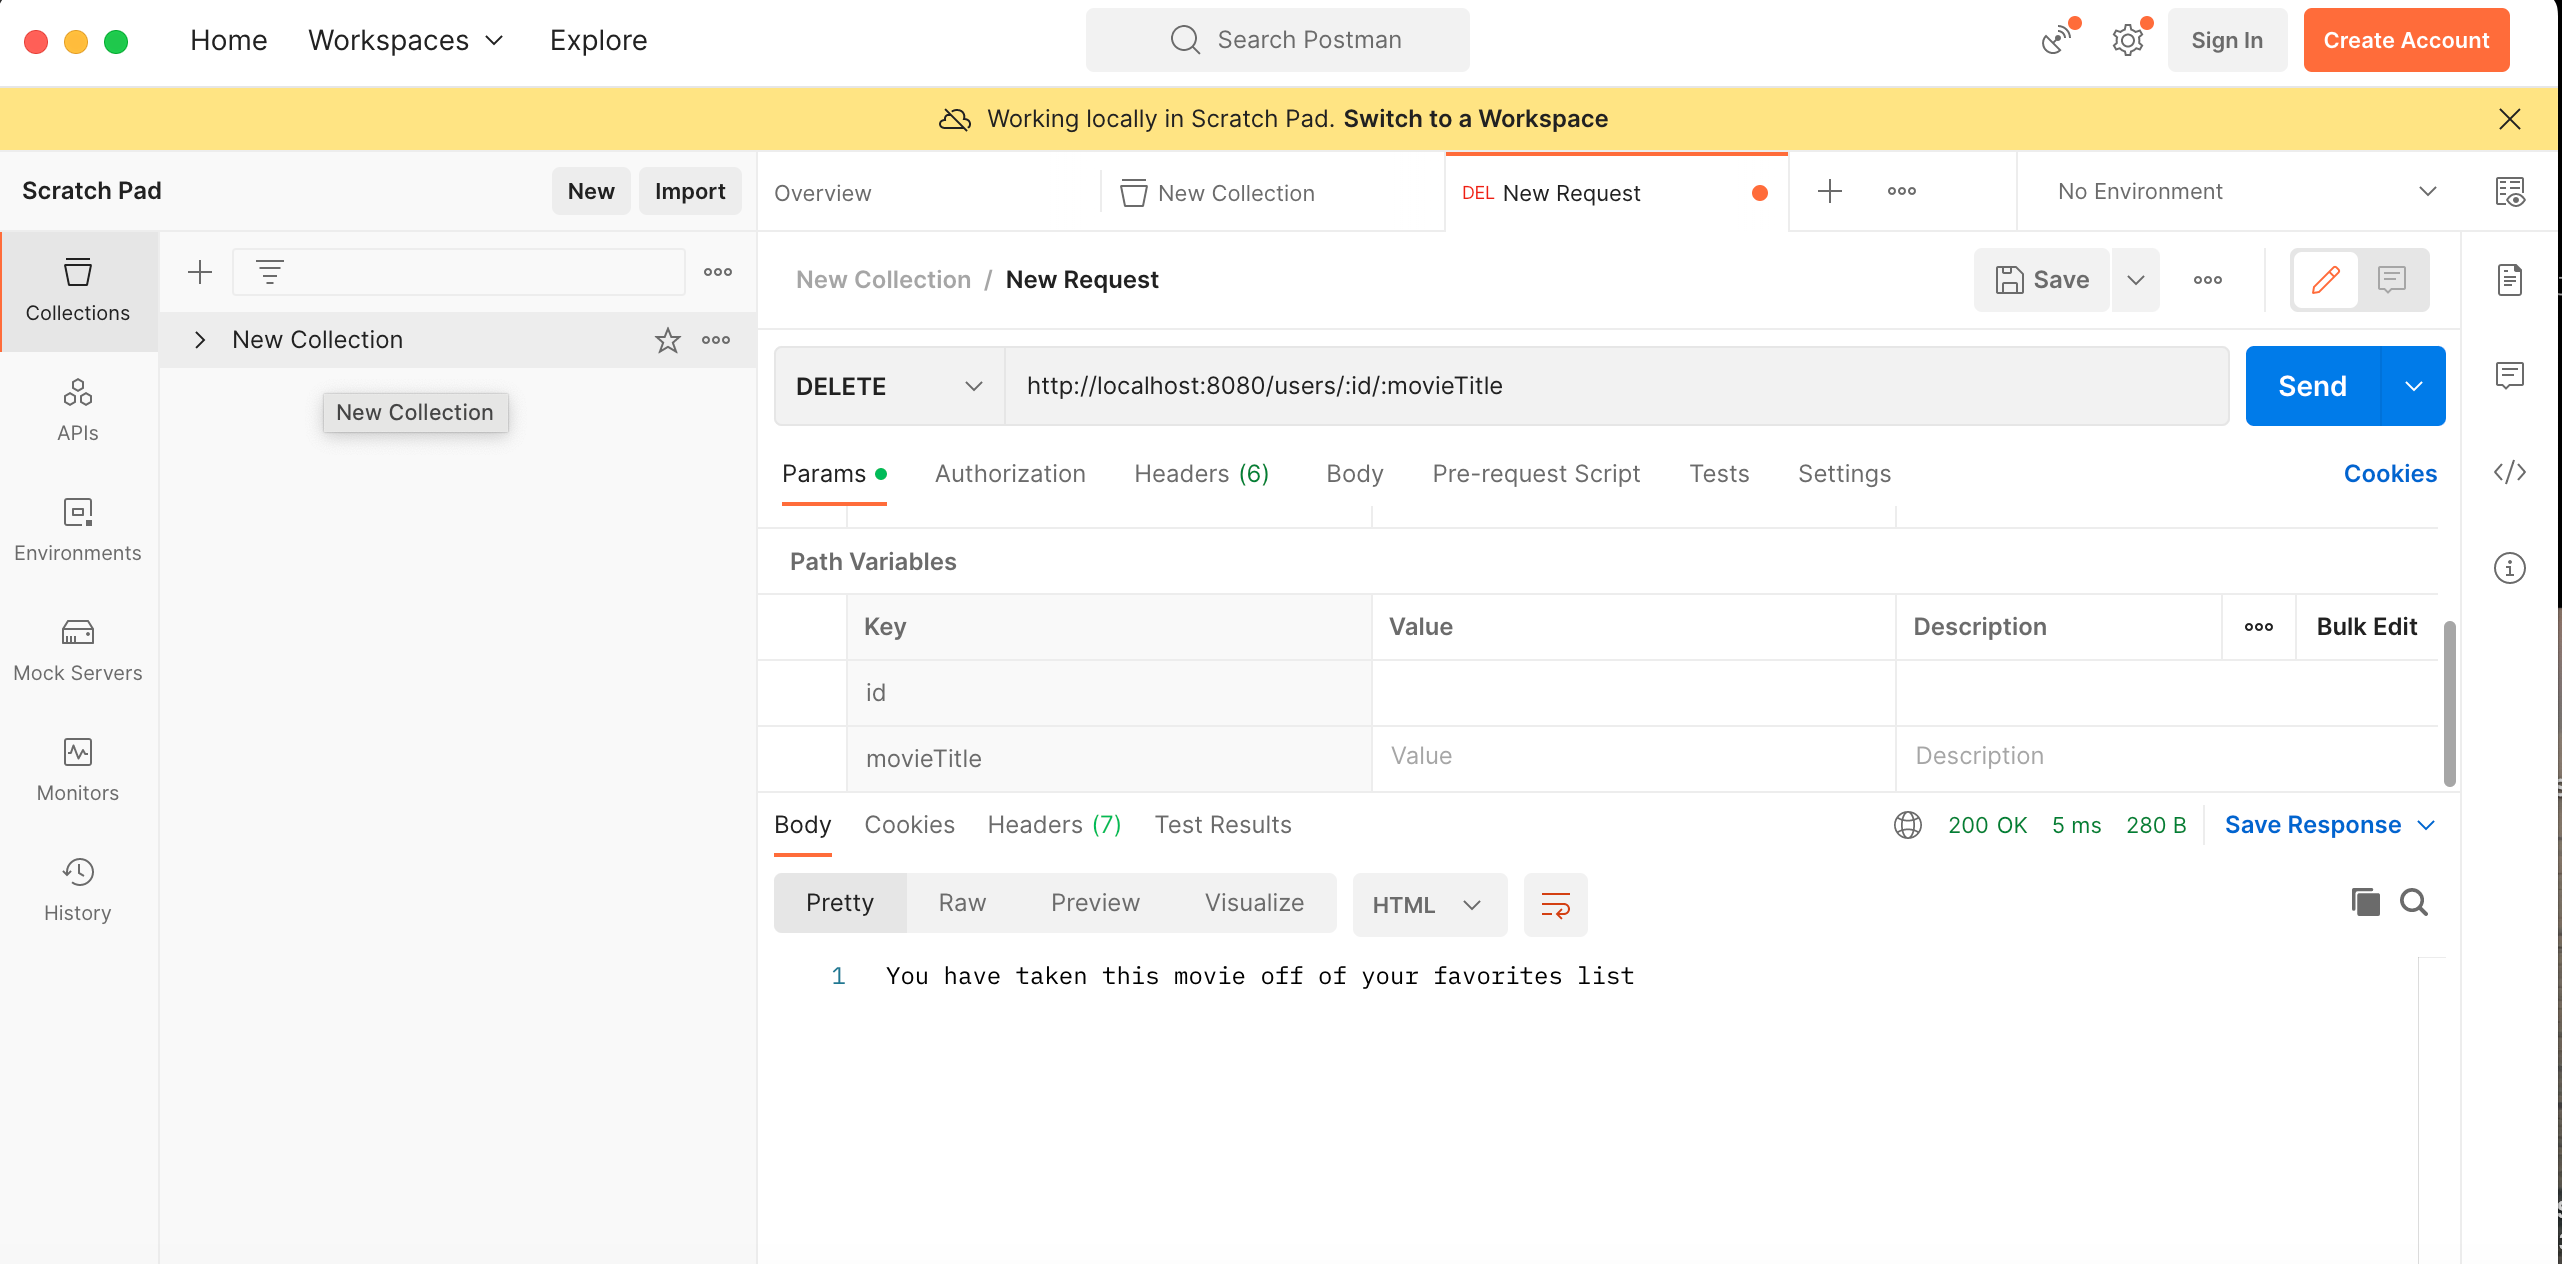 Home Workspaces Explore Search Postman Sign In Create Account
Working locally in Scratch Pad. Switch to a Workspace
Scratch Pad New Import Overview New Collection DEL New Request No Environment
Collections
New Collection
New Collection
APIs
Environments
Mock Servers
Monitors
History
New Collection / New Request Save
DELETE http://localhost:8080/users/:id/:movieTitle Send
Params Authorization Headers (6) Body Pre-request Script Tests Settings Cookies
Path Variables
Key Value Description Bulk Edit
id
movieTitle Value Description
Body Cookies Headers (7) Test Results 200 OK 5 ms 280 B Save Response
Pretty Raw Preview Visualize HTML
1 You have taken this movie off of your favorites list